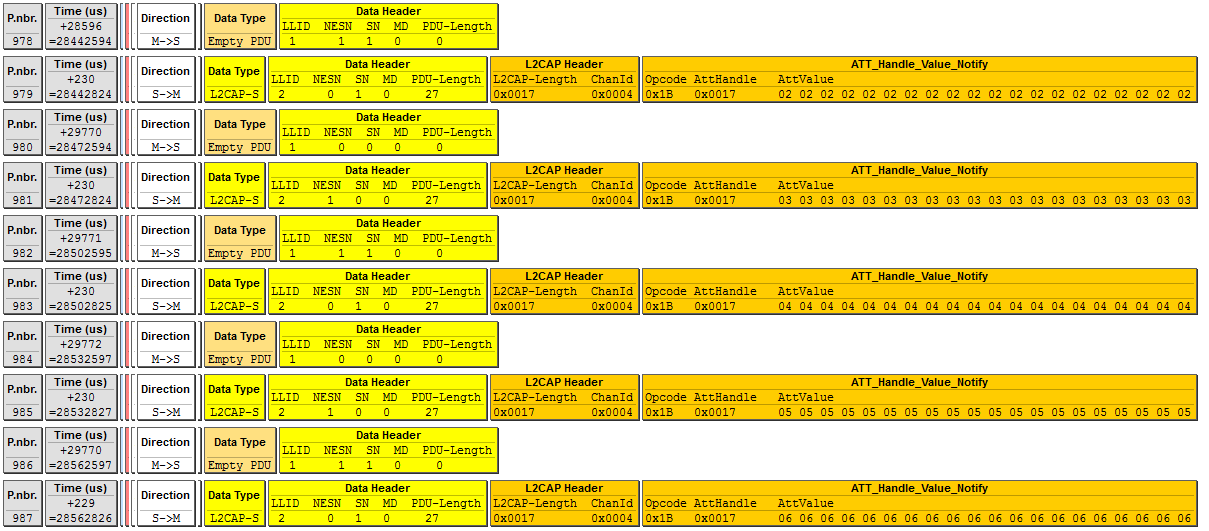 P.nbr. Time (us) Direction Data Type Data Header
+28596 LLID NESN SN MD PDU-Length
978 =28442594 M->S Empty PDU 1 1 1 0 0
P.nbr. Time (us) Direction Data Type Data Header L2CAP Header ATT_Handle_Value_Notify
+230 LLID NESN SN MD PDU-Length L2CAP-Length ChanId Opcode AttHandle AttValue
979 =28442824 S->M L2CAP-S 2 0 1 0 27 0x0017 0x0004 0x1B 0x0017 02 02 02 02 02 02 02 02 02 02 02 02 02 02 02 02 02 02 02 02
P.nbr. Time (us) Direction Data Type Data Header
+29770 LLID NESN SN MD PDU-Length
980 =28472594 M->S Empty PDU 1 0 0 0 0
P.nbr. Time (us) Direction Data Type Data Header L2CAP Header ATT_Handle_Value_Notify
+230 LLID NESN SN MD PDU-Length L2CAP-Length ChanId Opcode AttHandle AttValue
981 =28472824 S->M L2CAP-S 2 1 0 0 27 0x0017 0x0004 0x1B 0x0017 03 03 03 03 03 03 03 03 03 03 03 03 03 03 03 03 03 03 03 03
P.nbr. Time (us) Direction Data Type Data Header
+29771 LLID NESN SN MD PDU-Length
982 =28502595 M->S Empty PDU 1 1 1 0 0
P.nbr. Time (us) Direction Data Type Data Header L2CAP Header ATT_Handle_Value_Notify
+230 LLID NESN SN MD PDU-Length L2CAP-Length ChanId Opcode AttHandle AttValue
983 =28502825 S->M L2CAP-S 2 0 1 0 27 0x0017 0x0004 0x1B 0x0017 04 04 04 04 04 04 04 04 04 04 04 04 04 04 04 04 04 04 04 04
P.nbr. Time (us) Direction Data Type Data Header
+29772 LLID NESN SN MD PDU-Length
984 =28532597 M->S Empty PDU 1 0 0 0 0
P.nbr. Time (us) Direction Data Type Data Header L2CAP Header ATT_Handle_Value_Notify
+230 LLID NESN SN MD PDU-Length L2CAP-Length ChanId Opcode AttHandle AttValue
985 =28532827 S->M L2CAP-S 2 1 0 0 27 0x0017 0x0004 0x1B 0x0017 05 05 05 05 05 05 05 05 05 05 05 05 05 05 05 05 05 05 05 05
P.nbr. Time (us) Direction Data Type Data Header
+29770 LLID NESN SN MD PDU-Length
986 =28562597 M->S Empty PDU 1 1 1 0 0
P.nbr. Time (us) Direction Data Type Data Header L2CAP Header ATT_Handle_Value_Notify
+229 LLID NESN SN MD PDU-Length L2CAP-Length ChanId Opcode AttHandle AttValue
987 =28562826 S->M L2CAP-S 2 0 1 0 27 0x0017 0x0004 0x1B 0x0017 06 06 06 06 06 06 06 06 06 06 06 06 06 06 06 06 06 06 06 06